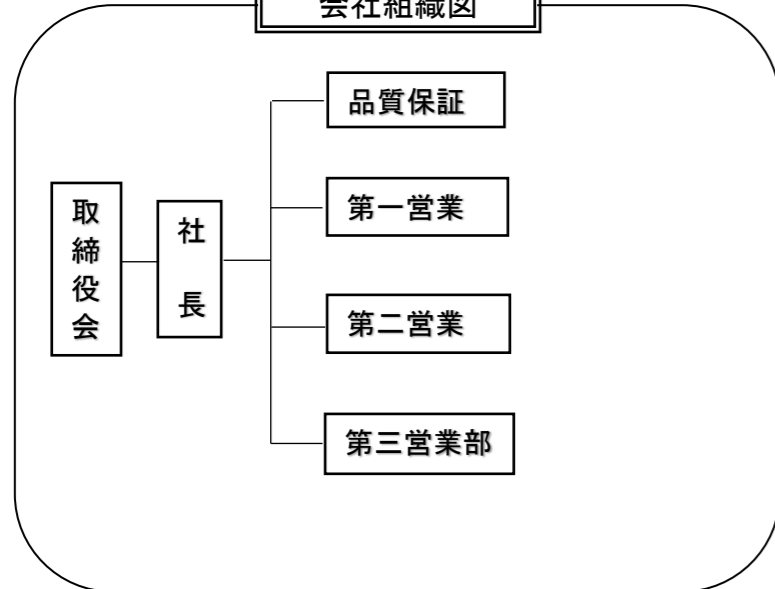 会社組織図
品質保証
第一営業
取締役会
社長
第二営業
第三営業部